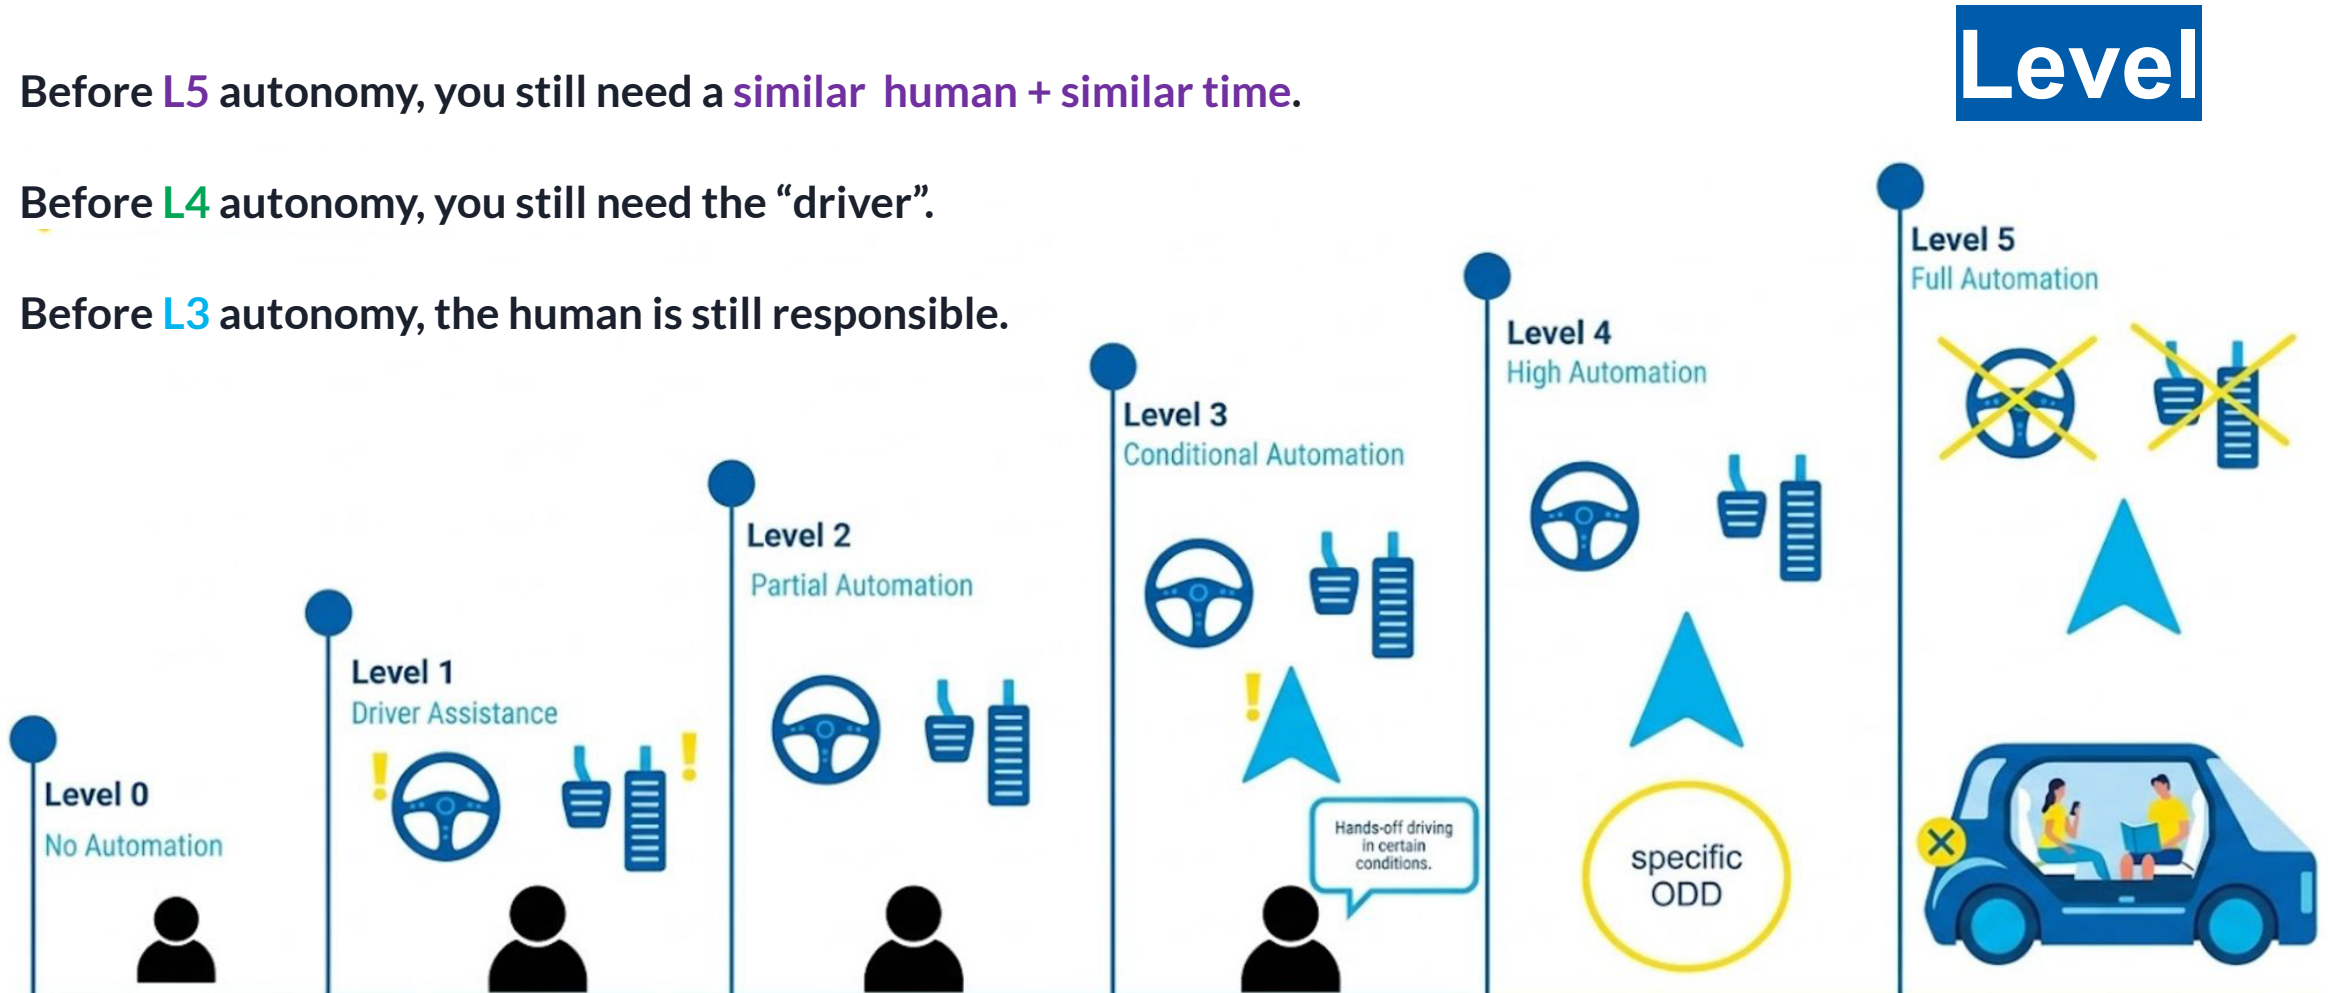 Level
Before L5 autonomy, you still need a similar human + similar time.
Before L4 autonomy, you still need the “driver”.
Before L3 autonomy, the human is still responsible.
Level 0
No Automation
Level 1
Driver Assistance
!
!
Level 2
Partial Automation
Level 3
Conditional Automation
!
Hands-off driving
in certain
conditions.
Level 4
High Automation
specific
ODD
Level 5
Full Automation